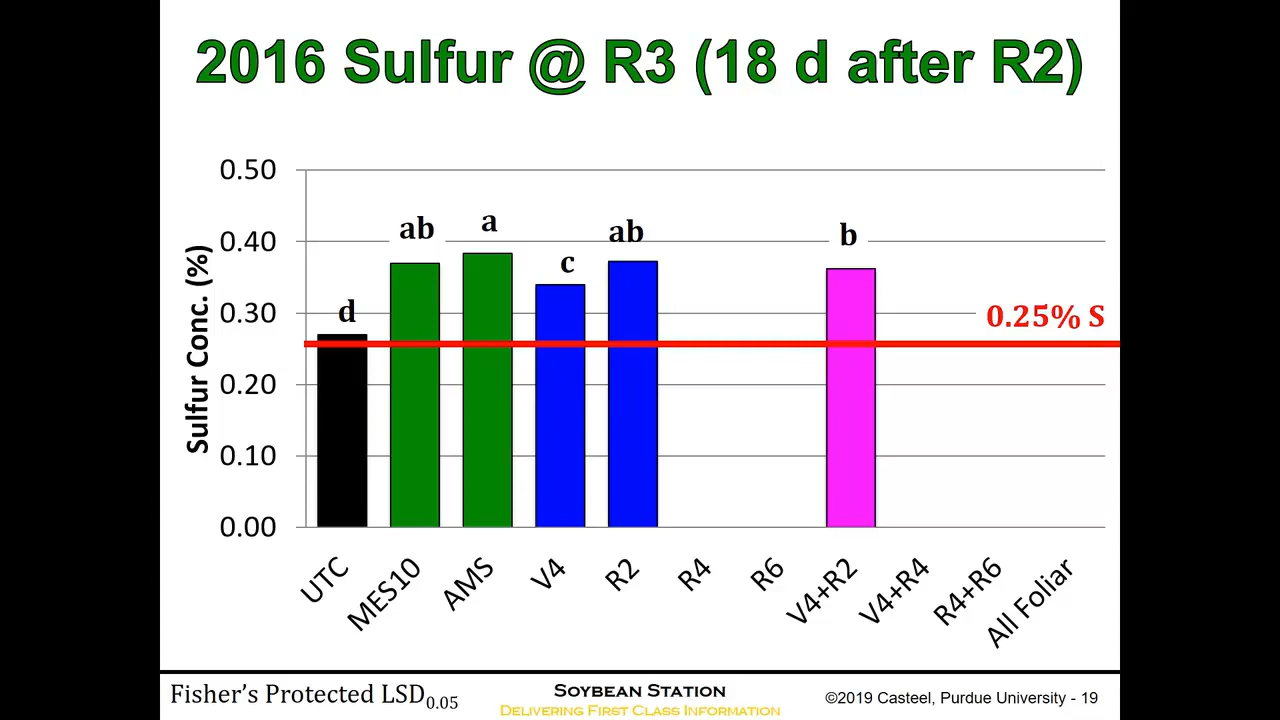 2016 Sulfur @ R3 (18 d after R2)
Sulfur Conc. (%)
0.50
0.40
0.30
0.20
0.10
0.00
d
ab
a
c
ab
b
0.25% S
UTC
MES10
AMS
V4
R2
R4
R6
V4+R2
V4+R4
R4+R6
All Foliar
Fisher's Protected LSD0.05
SOYBEAN STATION
DELIVERING FIRST CLASS INFORMATION
©2019 Casteel, Purdue University - 19